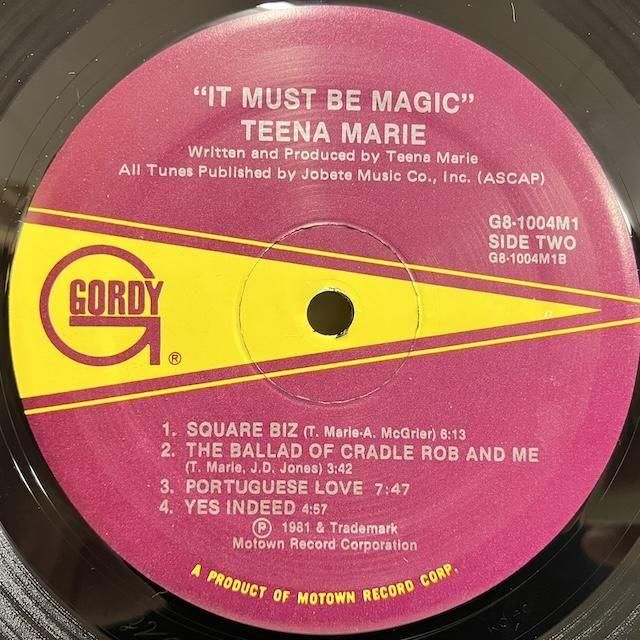 "IT MUST BE MAGIC"
TEENA MARIE
Written and Produced by Teena Marie
All Tunes Published by Jobete Music Co., Inc. (ASCAP)
G8-1004M1
SIDE TWO
G8-1004M1B
GORDY
®
1. SQUARE BIZ (T. Marie-A. McGrier) 6:13
2. THE BALLAD OF CRADLE ROB AND ME
(T. Marie, J.D. Jones) 3:42
3. PORTUGUESE LOVE 7:47
4. YES INDEED 4:57
℗ 1981 & Trademark
Motown Record Corporation
A PRODUCT OF MOTOWN RECORD CORP.